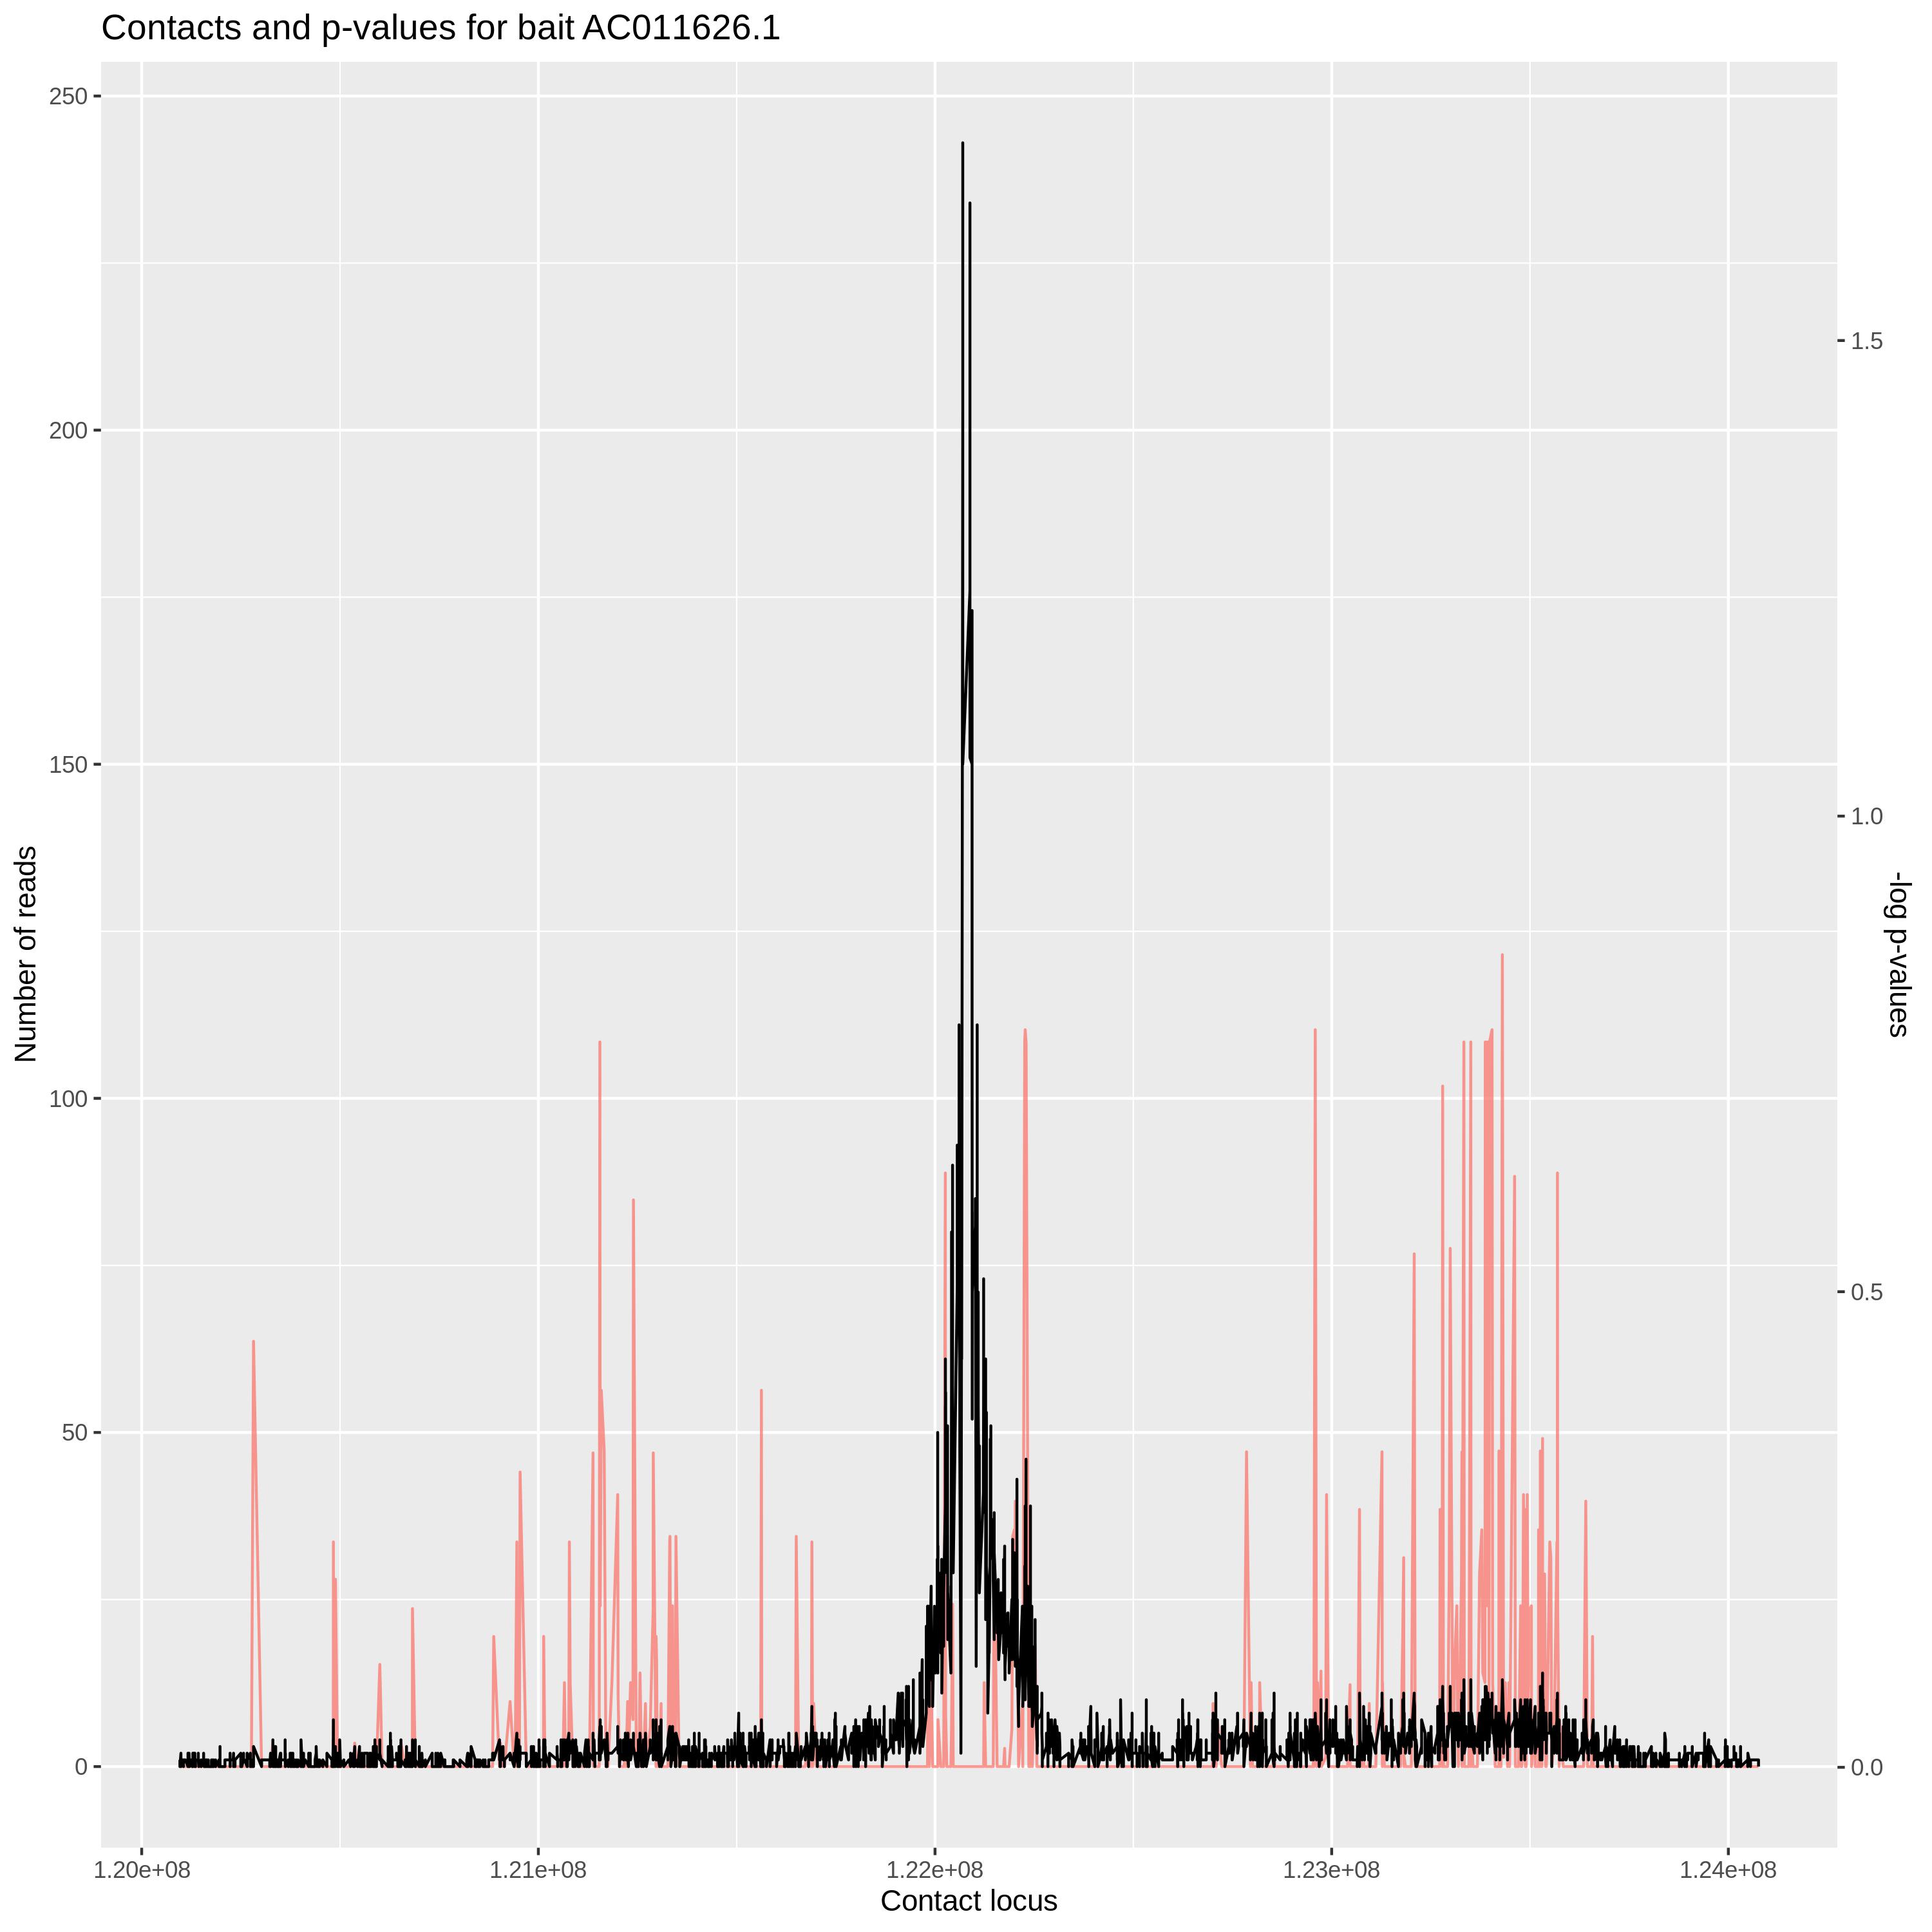 Contacts and p-values for bait AC011626.1
250
200
150
100
50
0
Number of reads
1.5
1.0
0.5
0.0
-log p-values
1.20e+08 1.21e+08 1.22e+08 1.23e+08 1.24e+08
Contact locus